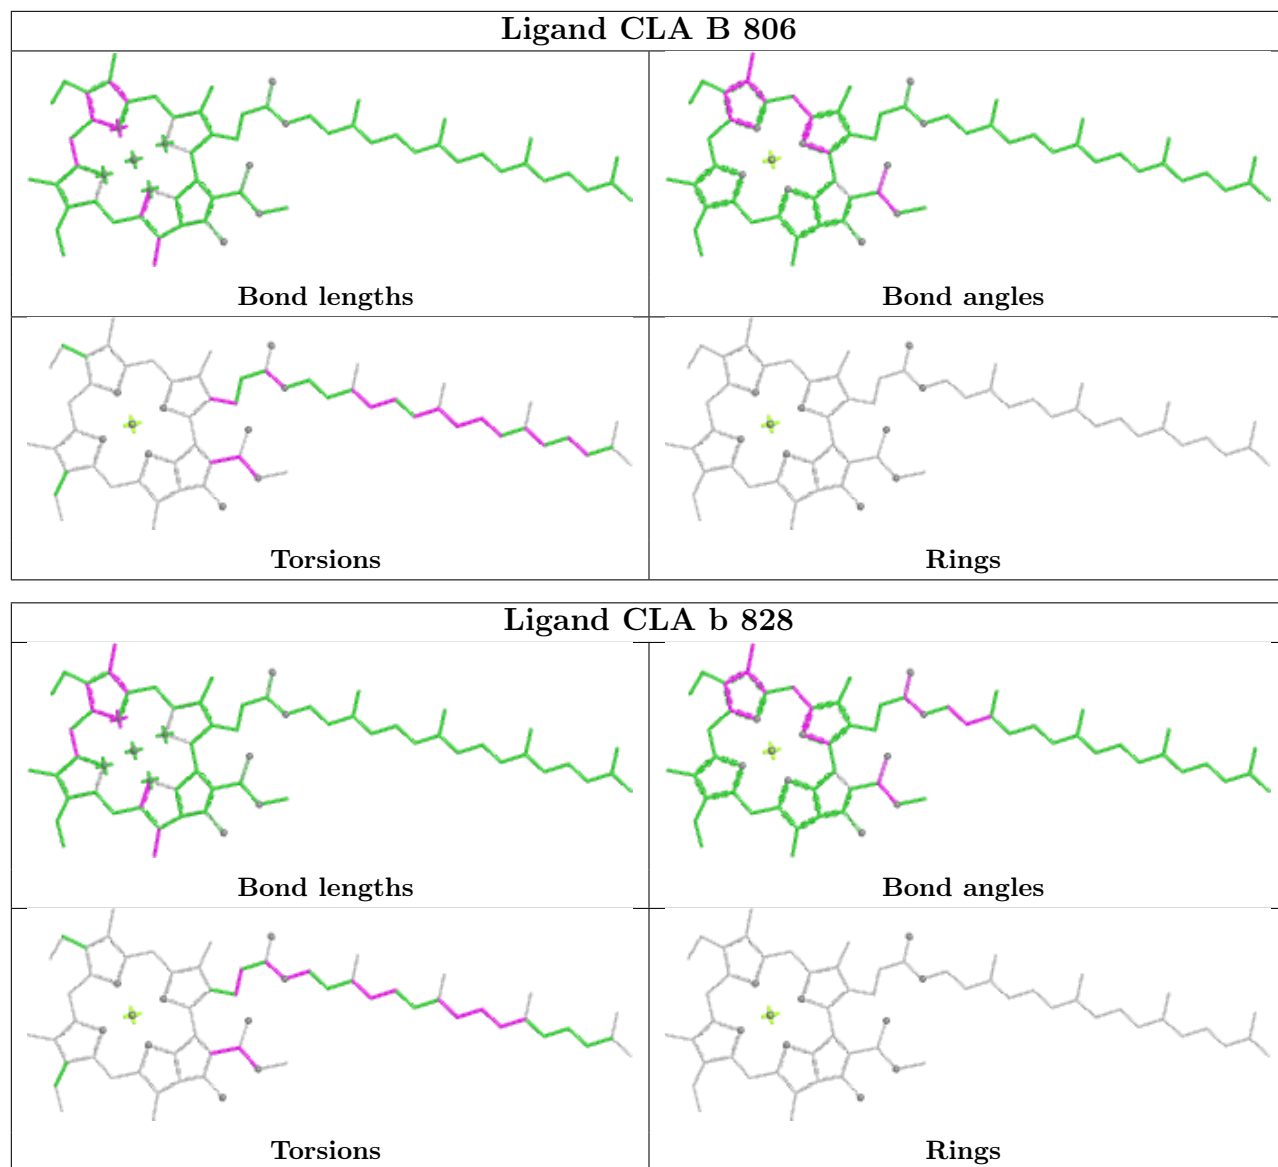 Ligand CLA B 806
Bond lengths
Bond angles
Torsions
Rings
Ligand CLA b 828
Bond lengths
Bond angles
Torsions
Rings